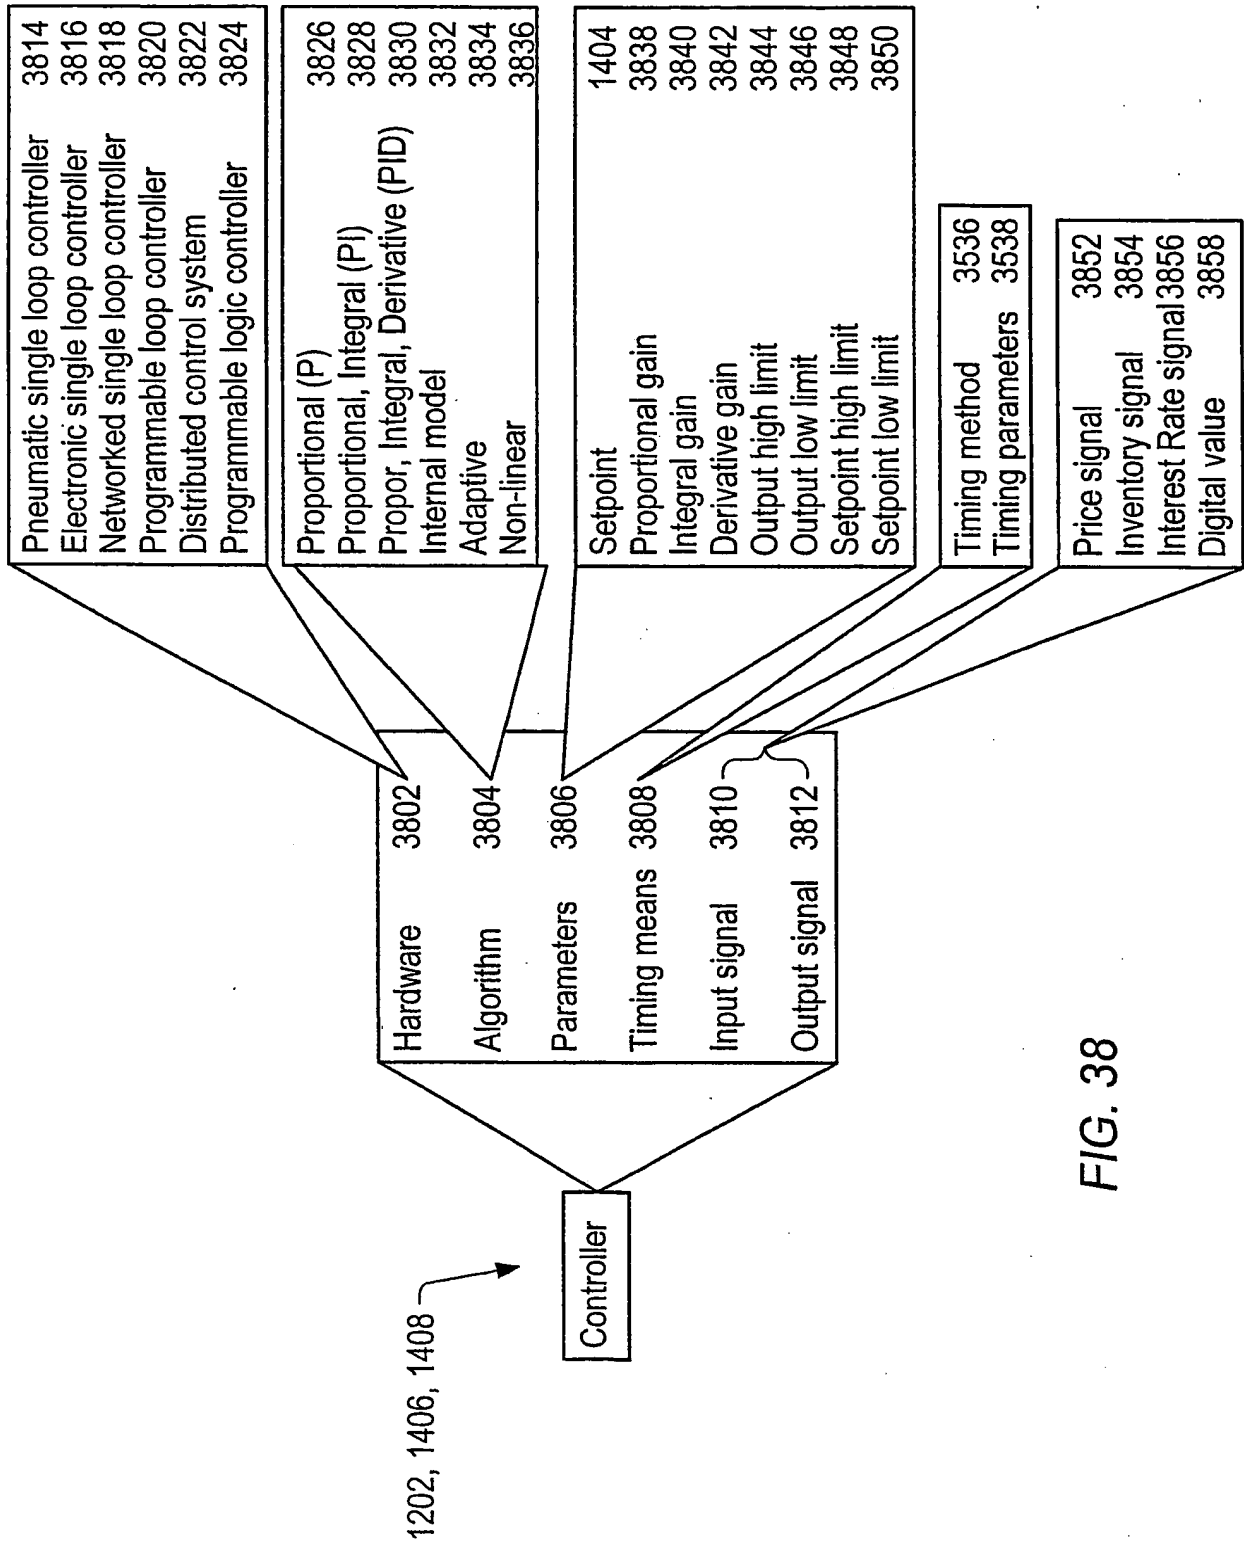 1202, 1406, 1408
Controller
Hardware 3802
Algorithm 3804
Parameters 3806
Timing means 3808
Input signal 3810
Output signal 3812
Pneumatic single loop controller 3814
Electronic single loop controller 3816
Networked single loop controller 3818
Programmable loop controller 3820
Distributed control system 3822
Programmable logic controller 3824
Proportional (P) 3826
Proportional, Integral (PI) 3828
Propor, Integral, Derivative (PID) 3830
Internal model 3832
Adaptive 3834
Non-linear 3836
Setpoint 1404
Proportional gain 3838
Integral gain 3840
Derivative gain 3842
Output high limit 3844
Output low limit 3846
Setpoint high limit 3848
Setpoint low limit 3850
Timing method 3536
Timing parameters 3538
Price signal 3852
Inventory signal 3854
Interest Rate signal 3856
Digital value 3858
FIG. 38